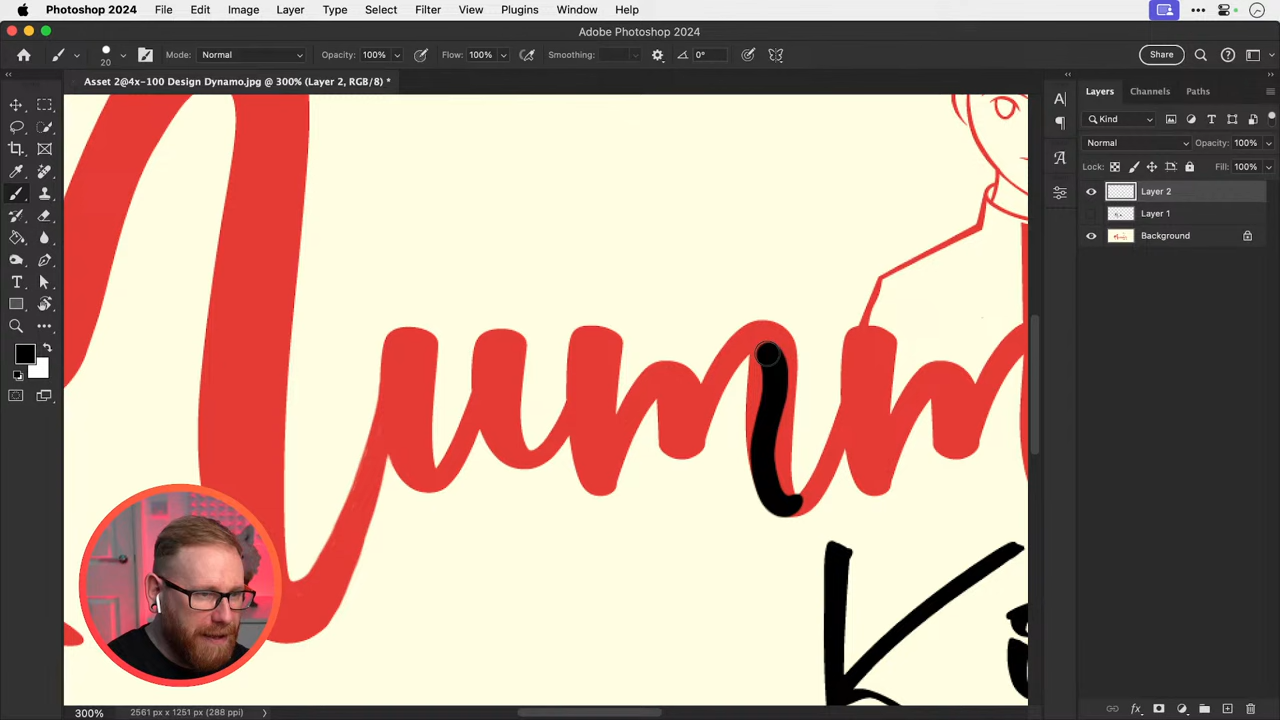 Photoshop 2024 File Edit Image Layer Type Select Filter View Plugins Window Help
Adobe Photoshop 2024
20 Mode: Normal Opacity: 100% Flow: 100% Smoothing: 0° Share
Asset 2@4x-100 Design Dynamo.jpg @ 300% (Layer 2, RGB/8) *
Layers Channels Paths
Kind
Normal Opacity: 100%
Lock: Fill: 100%
Layer 2
Layer 1
Background
Ki
300% 2561 px x 1251 px (288 ppi)